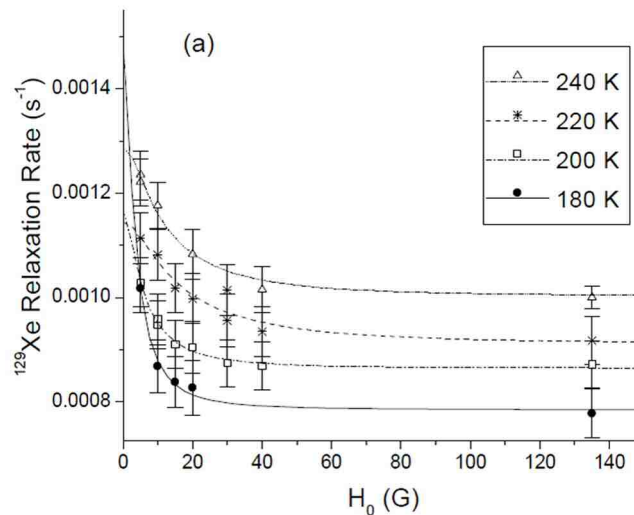 (a)
240 K
220 K
200 K
180 K
¹²⁹Xe Relaxation Rate (s⁻¹)
0.0014
0.0012
0.0010
0.0008
0 20 40 60 80 100 120 140
H₀ (G)